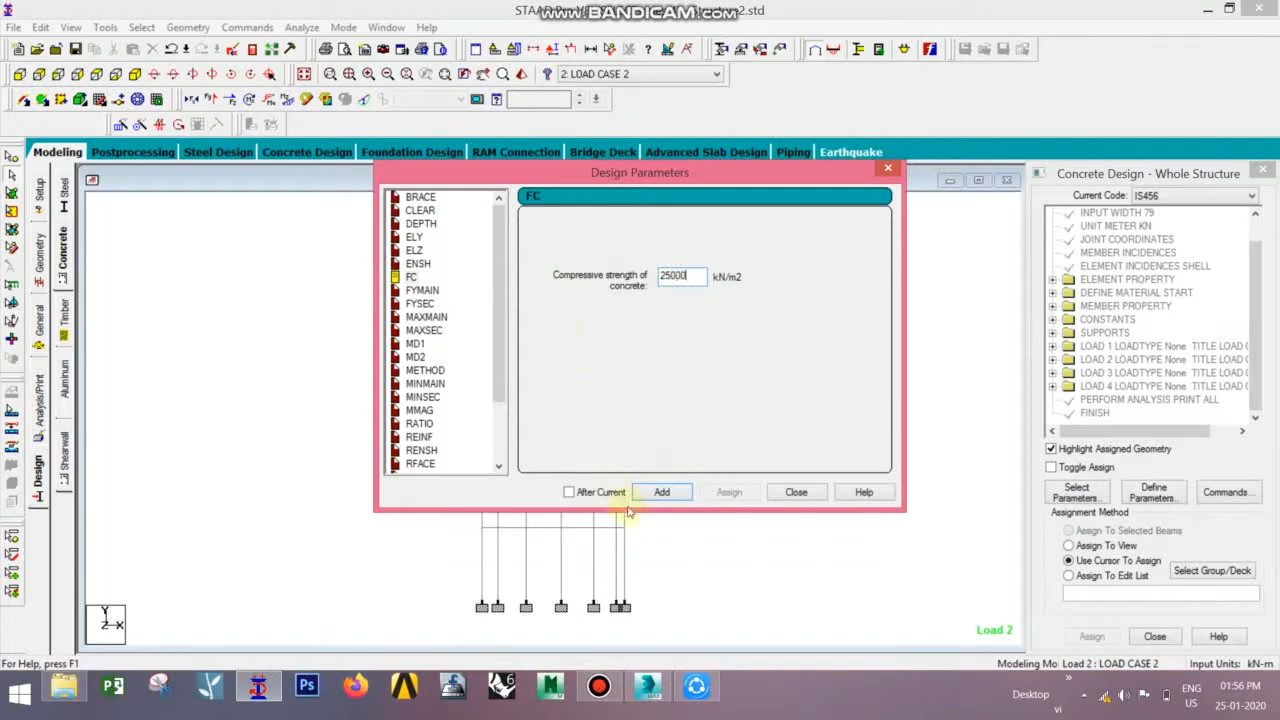 STAAD.Pro
www.BANDICAM.com
2.std
File Edit View Tools Select Geometry Commands Analyze Mode Window Help
2: LOAD CASE 2
Modeling Postprocessing Steel Design Concrete Design Foundation Design RAM Connection Bridge Deck Advanced Slab Design Piping Earthquake
Setup
Geometry
General
Analysis/Print
Design
Steel
Concrete
Timber
Aluminum
Shearwall
Design Parameters
BRACE
CLEAR
DEPTH
ELY
ELZ
ENSH
FC
FYMAIN
FYSEC
MAXMAIN
MAXSEC
MD1
MD2
METHOD
MINMAIN
MINSEC
MMAG
RATIO
REINF
RENSH
RFACE
FC
Compressive strength of
concrete:
25000
kN/m2
After Current
Add
Assign
Close
Help
Concrete Design - Whole Structure
Current Code: IS456
INPUT WIDTH 79
UNIT METER KN
JOINT COORDINATES
MEMBER INCIDENCES
ELEMENT INCIDENCES SHELL
ELEMENT PROPERTY
DEFINE MATERIAL START
MEMBER PROPERTY
CONSTANTS
SUPPORTS
LOAD 1 LOADTYPE None TITLE LOAD
LOAD 2 LOADTYPE None TITLE LOAD
LOAD 3 LOADTYPE None TITLE LOAD
LOAD 4 LOADTYPE None TITLE LOAD
PERFORM ANALYSIS PRINT ALL
FINISH
Highlight Assigned Geometry
Toggle Assign
Select
Parameters..
Define
Parameters..
Commands...
Assignment Method
Assign To Selected Beams
Assign To View
Use Cursor To Assign
Select Group/Deck
Assign To Edit List
Assign
Close
Help
Y
Z X
Load 2
For Help, press F1
Modeling Mo Load 2 : LOAD CASE 2
Input Units: kN-m
Ps
6
Desktop
vi
ENG
US
01:56 PM
25-01-2020